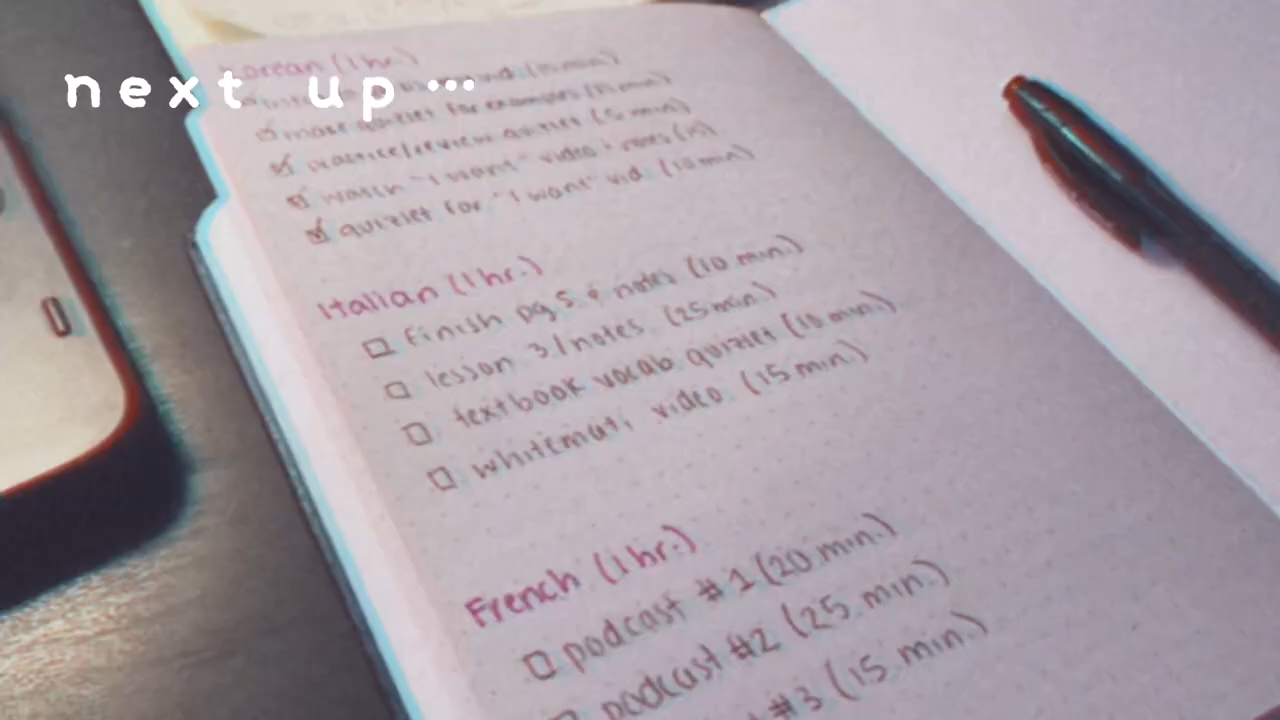 next up ...
Korean (1 hr.)
vid. (15 min.)
make quizlet for examples (15 min)
practice/review quizlet (5 min)
watch "I want" video + notes (15)
quizlet for "I want" vid. (10 min)
Italian (1 hr.)
finish pg. 5 & notes (10 min.)
lesson 3/notes (25 min.)
textbook vocab quizlet (10 min.)
video (15 min.)
French (1 hr.)
podcast #1 (20 min.)
podcast #2 (25 min.)
#3 (15 min.)